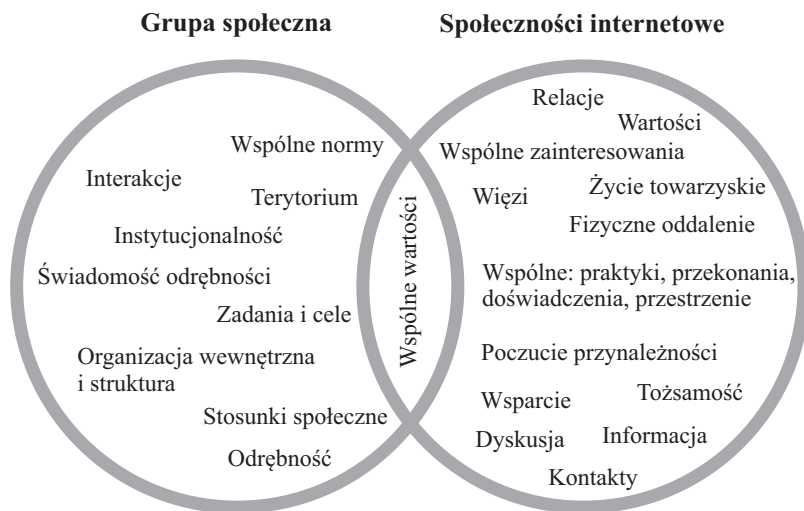 Grupa społeczna
Społeczności internetowe
Wspólne normy
Interakcje
Terytorium
Instytucjonalność
Świadomość odrębności
Zadania i cele
Organizacja wewnętrzna
i struktura
Stosunki społeczne
Odrębność
Wspólne wartości
Relacje
Wartości
Wspólne zainteresowania
Więzi
Życie towarzyskie
Fizyczne oddalenie
Wspólne: praktyki, przekonania,
doświadczenia, przestrzenie
Poczucie przynależności
Wsparcie
Tożsamość
Dyskusja
Informacja
Kontakty